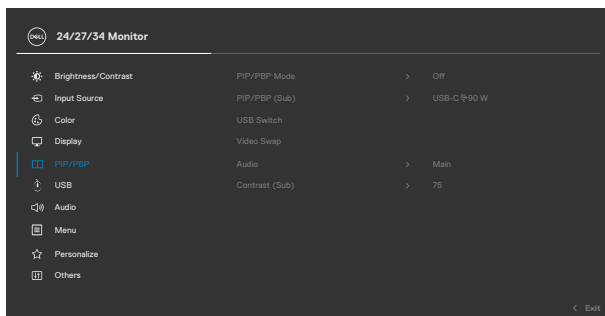 DELL 24/27/34 Monitor
Brightness/Contrast PIP/PBP Mode > Off
Input Source PIP/PBP (Sub) > USB-C 90 W
Color USB Switch
Display Video Swap
PIP/PBP Audio > Main
USB Contrast (Sub) > 75
Audio
Menu
Personalize
Others
< Exit